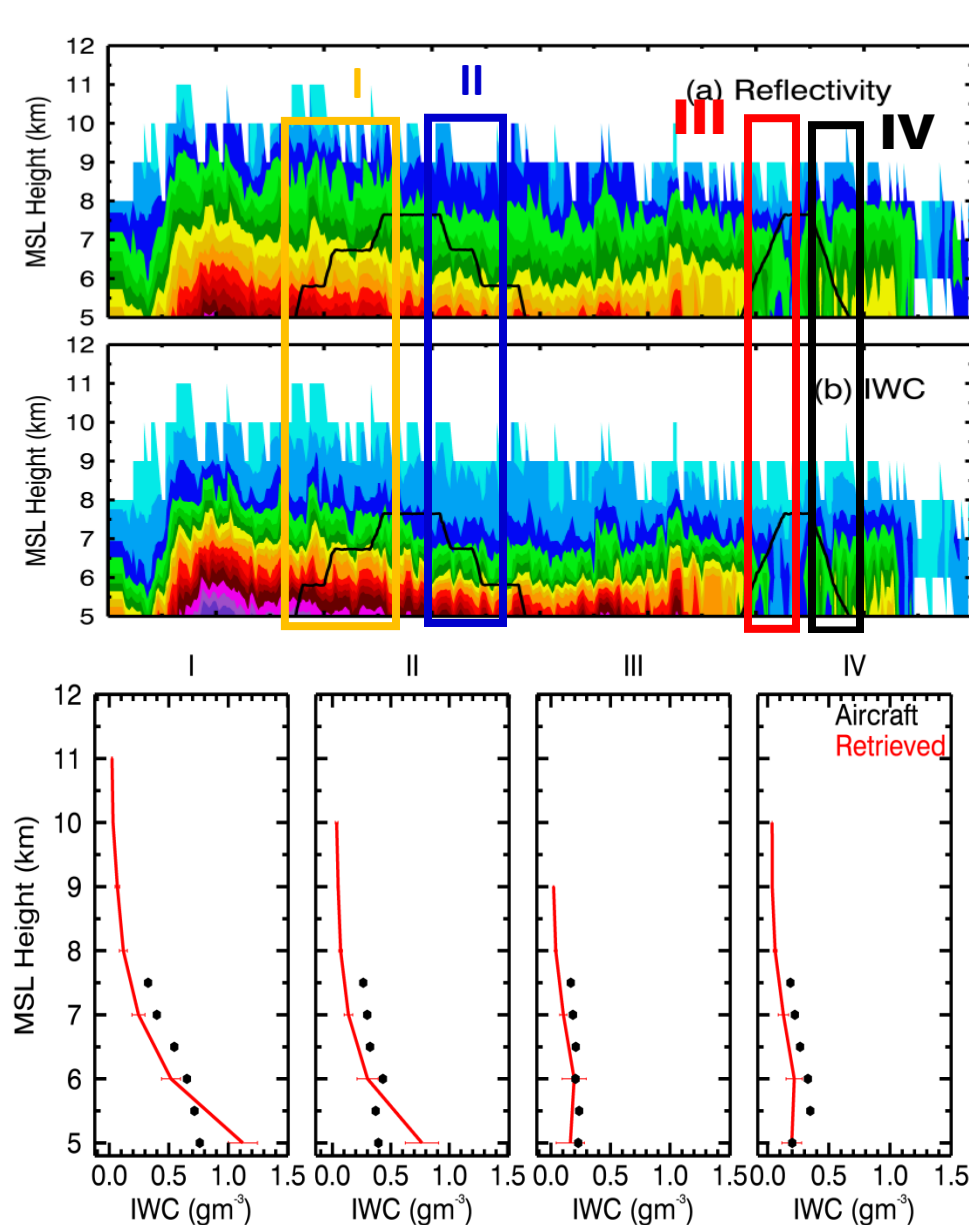 12
11
10
9
8
7
6
5
MSL Height (km)
I
II
III
IV
(a) Reflectivity
12
11
10
9
8
7
6
5
MSL Height (km)
(b) IWC
I
II
III
IV
12
11
10
9
8
7
6
5
MSL Height (km)
Aircraft
Retrieved
0.0 0.5 1.0 1.5
0.0 0.5 1.0 1.5
0.0 0.5 1.0 1.5
0.0 0.5 1.0 1.5
IWC (gm⁻³)
IWC (gm⁻³)
IWC (gm⁻³)
IWC (gm⁻³)